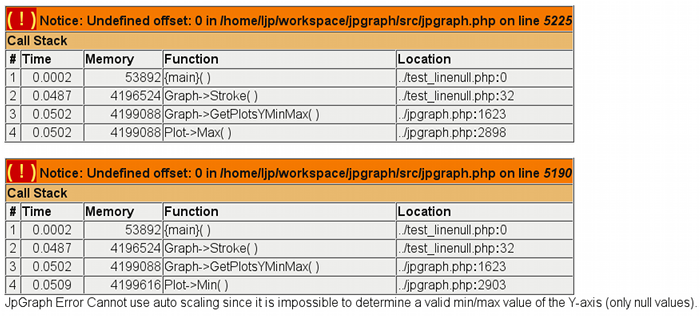 ( ! ) Notice: Undefined offset: 0 in /home/ljp/workspace/jpgraph/src/jpgraph.php on line 5225
Call Stack
# Time Memory Function Location
1 0.0002 53892 {main}( ) ../test_linenull.php:0
2 0.0487 4196524 Graph->Stroke( ) ../test_linenull.php:32
3 0.0502 4199088 Graph->GetPlotsYMinMax( ) ../jpgraph.php:1623
4 0.0502 4199088 Plot->Max( ) ../jpgraph.php:2898
( ! ) Notice: Undefined offset: 0 in /home/ljp/workspace/jpgraph/src/jpgraph.php on line 5190
Call Stack
# Time Memory Function Location
1 0.0002 53892 {main}( ) ../test_linenull.php:0
2 0.0487 4196524 Graph->Stroke( ) ../test_linenull.php:32
3 0.0502 4199088 Graph->GetPlotsYMinMax( ) ../jpgraph.php:1623
4 0.0509 4199616 Plot->Min( ) ../jpgraph.php:2903
JpGraph Error Cannot use auto scaling since it is impossible to determine a valid min/max value of the Y-axis (only null values).